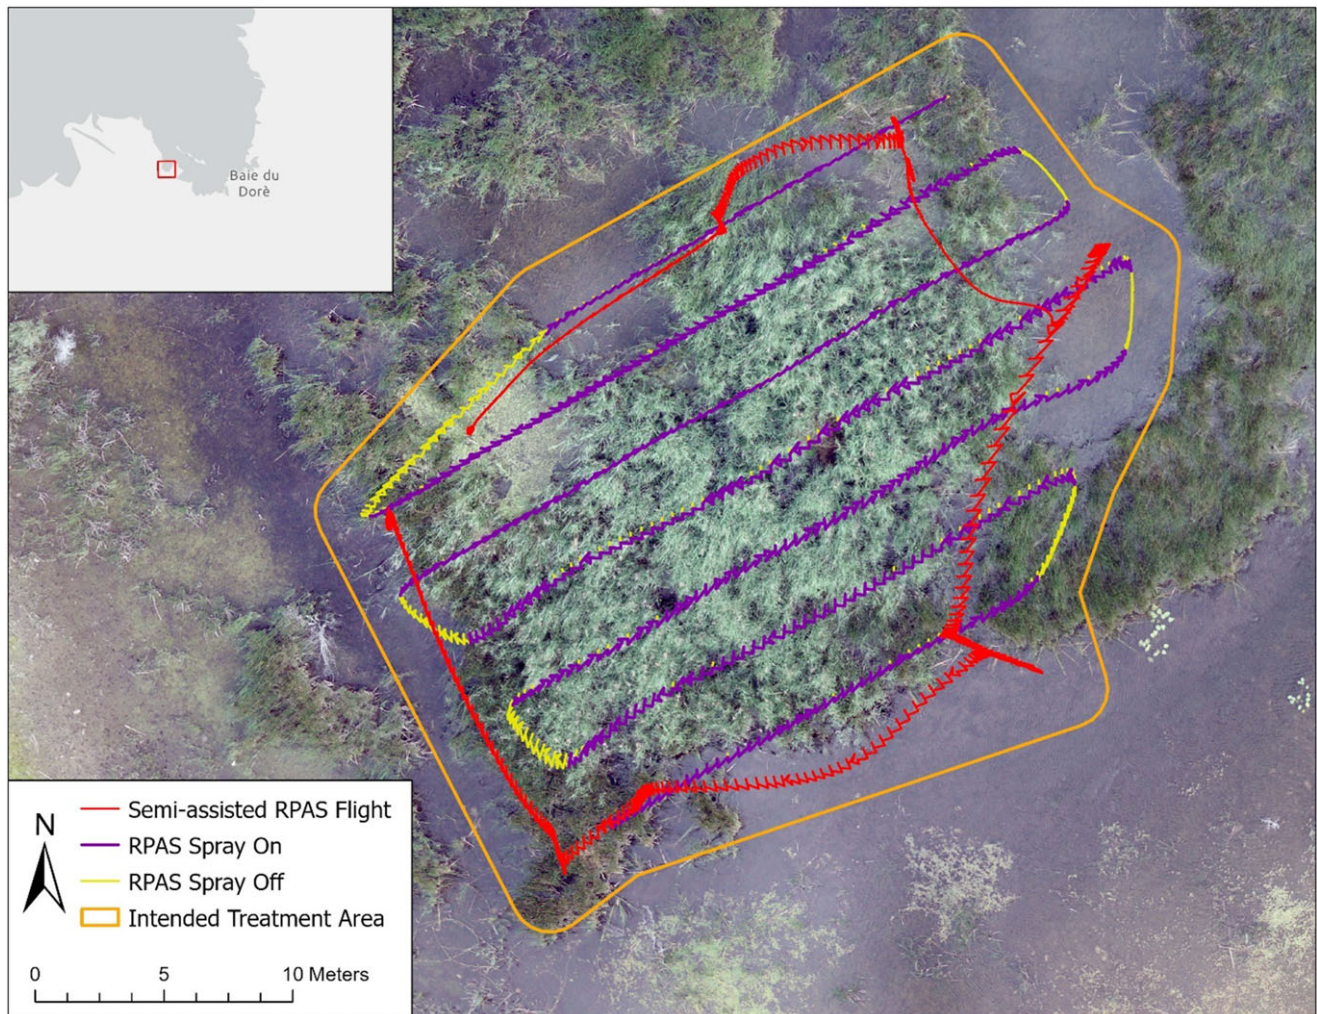 Baie du
Dorè
N
Semi-assisted RPAS Flight
RPAS Spray On
RPAS Spray Off
Intended Treatment Area
0 5 10 Meters